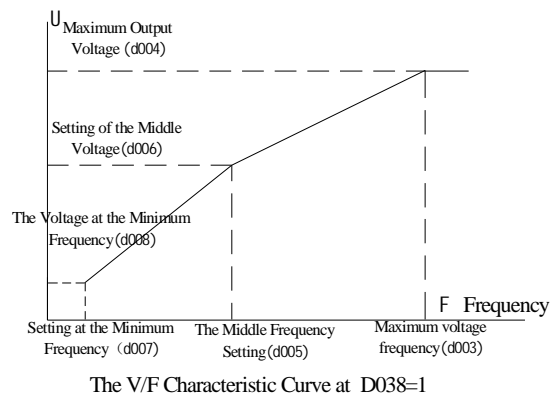 U
Maximum Output
Voltage (d004)
Setting of the Middle
Voltage(d006)
The Voltage at the Minimum
Frequency(d008)
F Frequency
Setting at the Minimum
Frequency (d007)
The Middle Frequency
Setting(d005)
Maximum voltage
frequency(d003)
The V/F Characteristic Curve at D038=1